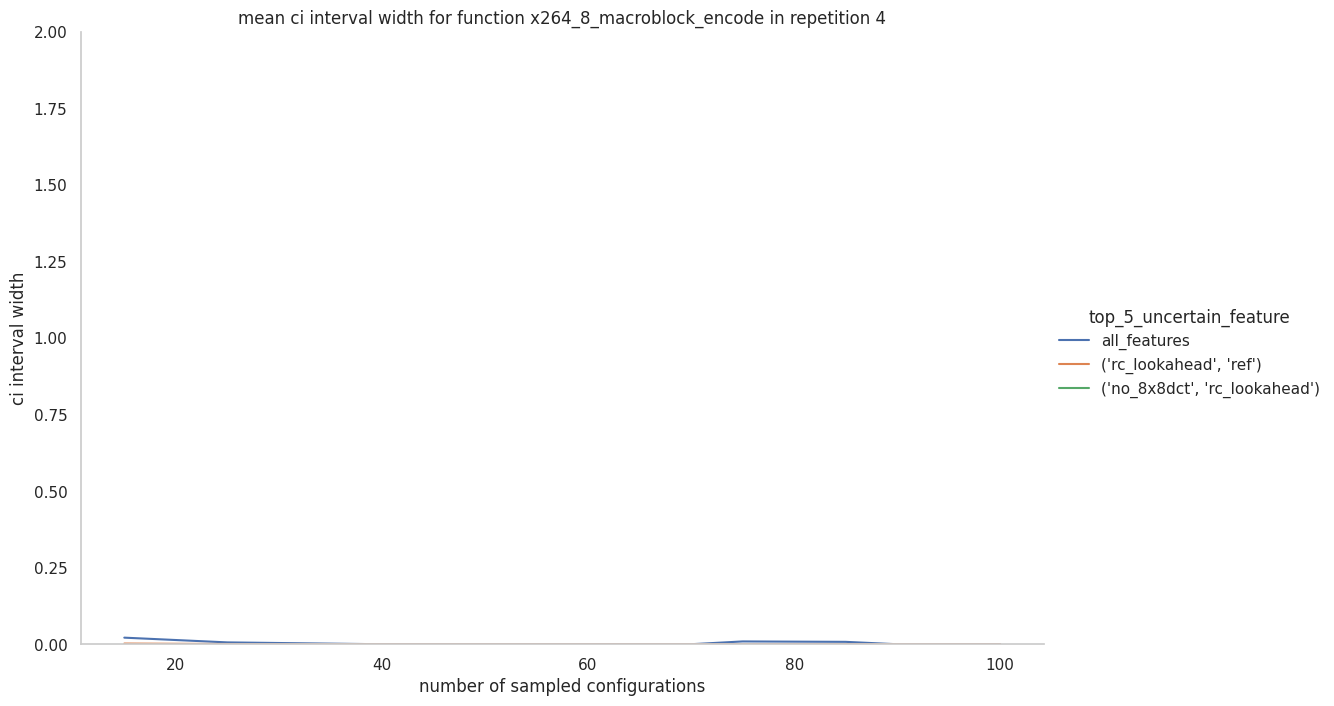 mean ci interval width for function x264_8_macroblock_encode in repetition 4
2.00
1.75
1.50
1.25
1.00
0.75
0.50
0.25
0.00
ci interval width
20
40
60
80
100
number of sampled configurations
top_5_uncertain_feature
all_features
('rc_lookahead', 'ref')
('no_8x8dct', 'rc_lookahead')